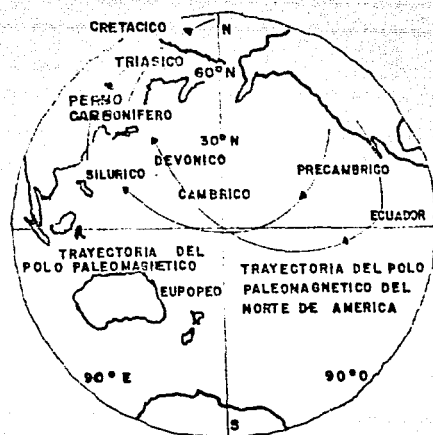 CRETACICO
N
TRIASICO
60°N
PERMO
CARBONIFERO
30°N
DEVONICO
SILURICO
PRECAMBRICO
CAMBRICO
ECUADOR
TRAYECTORIA DEL
POLO PALEOMAGNETICO
EUPOPEO
TRAYECTORIA DEL POLO
PALEOMAGNETICO DEL
NORTE DE AMERICA
90°E
90°O
S